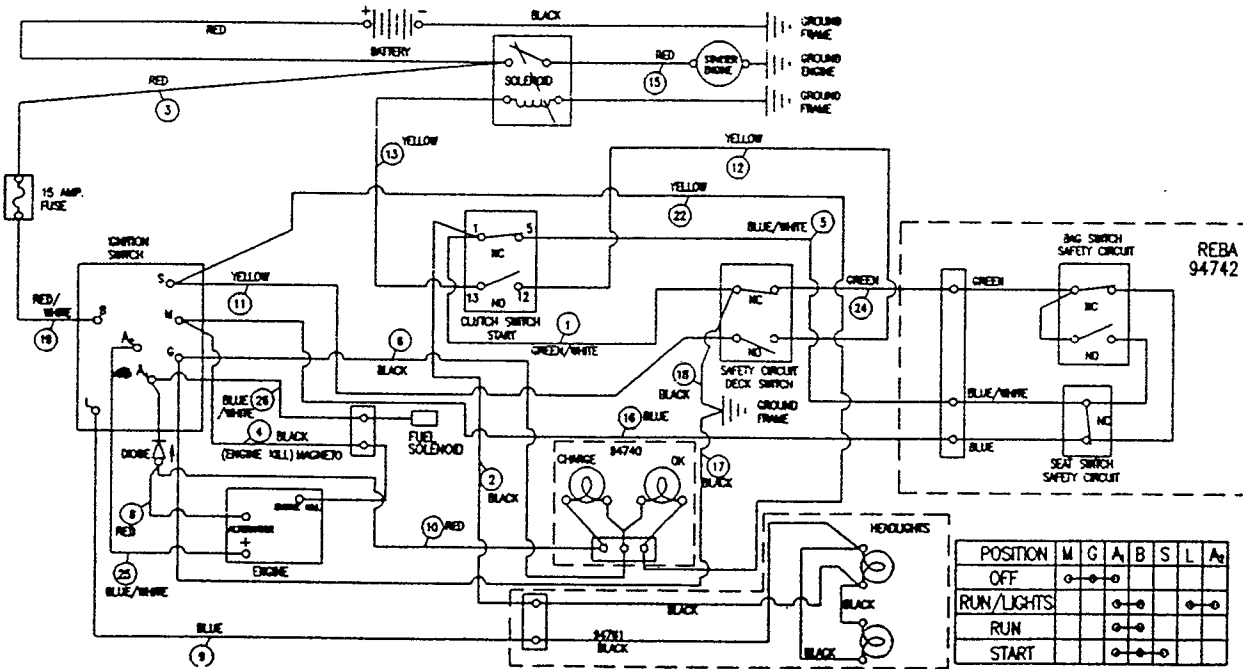 RED
+
-
BLACK
GROUND
FRAME
BATTERY
RED
3
SOLENOID
RED
15
STARTER
ENGINE
GROUND
ENGINE
GROUND
FRAME
13
YELLOW
YELLOW
12
15 AMP.
FUSE
YELLOW
22
BLUE/WHITE
5
IGNITION
SWITCH
1
5
NC
13
12
NO
CLUTCH SWITCH
START
BAG SWITCH
SAFETY CIRCUIT
REBA
94742
S
YELLOW
11
NC
GREEN
24
GREEN
NC
RED/
WHITE
19
B
M
1
GREEN/WHITE
NO
SAFETY CIRCUIT
DECK SWITCH
NO
A₂
G
6
BLACK
18
BLACK
GROUND
FRAME
A₁
BLUE
/WHITE
26
L
FUEL
SOLENOID
16
BLUE
BLUE/WHITE
NC
BLUE
4
BLACK
(ENGINE KILL) MAGNETO
DIODE
CHARGE
94740
OK
17
BLACK
SEAT SWITCH
SAFETY CIRCUIT
2
BLACK
8
RED
ALTERNATOR
+
ENGINE
10
RED
25
BLUE/WHITE
HEADLIGHTS
BLACK
BLACK
BLUE
9
94781
BLACK
BLACK
POSITION M G A₁ B S L A₂
OFF
RUN/LIGHTS
RUN
START